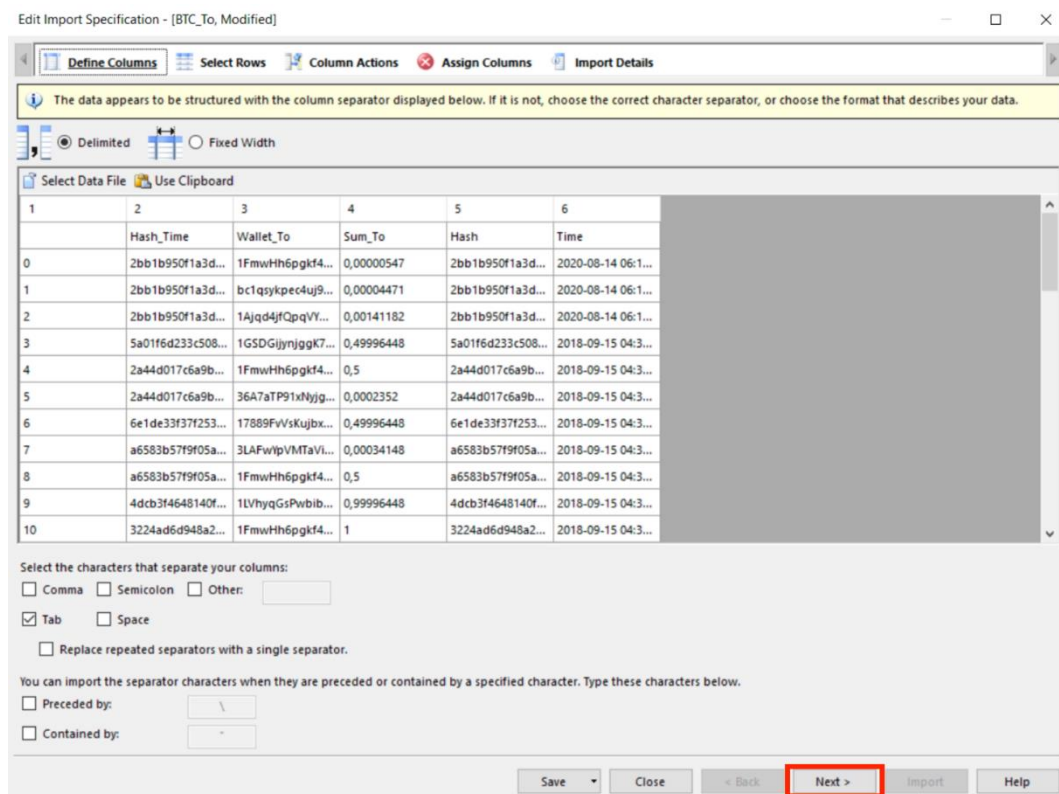 Edit Import Specification - [BTC_To, Modified]
Define Columns Select Rows Column Actions Assign Columns Import Details
The data appears to be structured with the column separator displayed below. If it is not, choose the correct character separator, or choose the format that describes your data.
Delimited Fixed Width
Select Data File Use Clipboard
1 2 3 4 5 6
Hash_Time Wallet_To Sum_To Hash Time
0 2bb1b950f1a3d... 1FmwHh6pgkf4... 0,00000547 2bb1b950f1a3d... 2020-08-14 06:1...
1 2bb1b950f1a3d... bc1qsykpec4uj9... 0,00004471 2bb1b950f1a3d... 2020-08-14 06:1...
2 2bb1b950f1a3d... 1Ajqd4jfQpqVY... 0,00141182 2bb1b950f1a3d... 2020-08-14 06:1...
3 5a01f6d233c508... 1GSDGijynjggK7... 0,49996448 5a01f6d233c508... 2018-09-15 04:3...
4 2a44d017c6a9b... 1FmwHh6pgkf4... 0,5 2a44d017c6a9b... 2018-09-15 04:3...
5 2a44d017c6a9b... 36A7aTP91xNyjg... 0,0002352 2a44d017c6a9b... 2018-09-15 04:3...
6 6e1de33f37f253... 17889FvVsKujbx... 0,49996448 6e1de33f37f253... 2018-09-15 04:3...
7 a6583b57f9f05a... 3LAFwYpVMTaVi... 0,00034148 a6583b57f9f05a... 2018-09-15 04:3...
8 a6583b57f9f05a... 1FmwHh6pgkf4... 0,5 a6583b57f9f05a... 2018-09-15 04:3...
9 4dcb3f4648140f... 1LVhyqGsPwbib... 0,99996448 4dcb3f4648140f... 2018-09-15 04:3...
10 3224ad6d948a2... 1FmwHh6pgkf4... 1 3224ad6d948a2... 2018-09-15 04:3...
Select the characters that separate your columns:
Comma Semicolon Other:
Tab Space
Replace repeated separators with a single separator.
You can import the separator characters when they are preceded or contained by a specified character. Type these characters below.
Preceded by: \
Contained by: "
Save Close < Back Next > Import Help